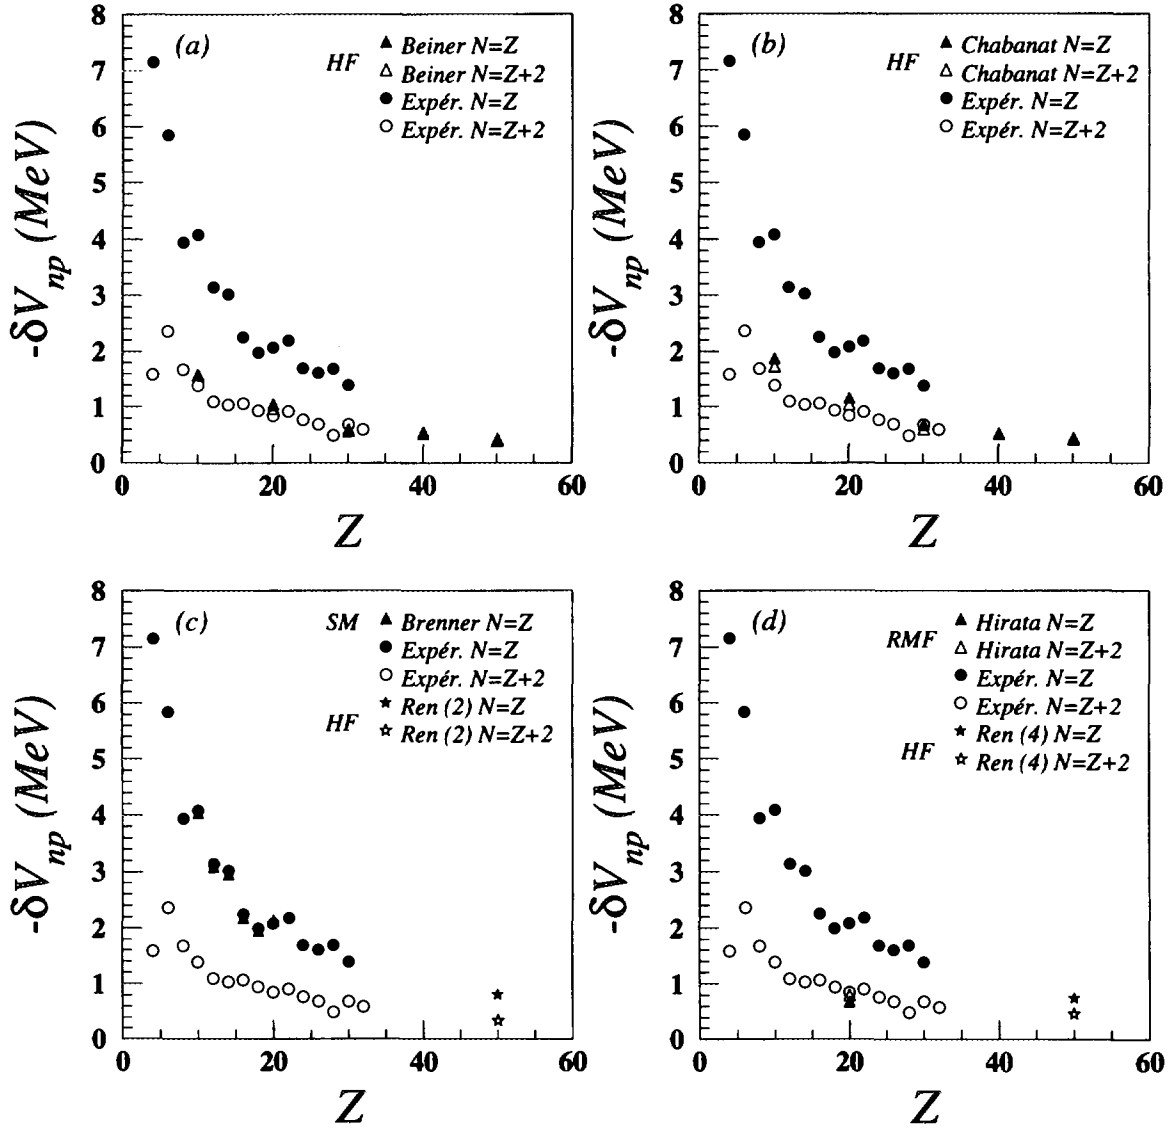 (a)
HF
Beiner N=Z
Beiner N=Z+2
Expér. N=Z
Expér. N=Z+2
8
7
6
5
4
3
2
1
0
-δV_np (MeV)
0 20 40 60
Z
(b)
HF
Chabanat N=Z
Chabanat N=Z+2
Expér. N=Z
Expér. N=Z+2
8
7
6
5
4
3
2
1
0
-δV_np (MeV)
0 20 40 60
Z
(c)
SM
Brenner N=Z
Expér. N=Z
Expér. N=Z+2
HF
Ren (2) N=Z
Ren (2) N=Z+2
8
7
6
5
4
3
2
1
0
-δV_np (MeV)
0 20 40 60
Z
(d)
RMF
Hirata N=Z
Hirata N=Z+2
Expér. N=Z
Expér. N=Z+2
HF
Ren (4) N=Z
Ren (4) N=Z+2
8
7
6
5
4
3
2
1
0
-δV_np (MeV)
0 20 40 60
Z